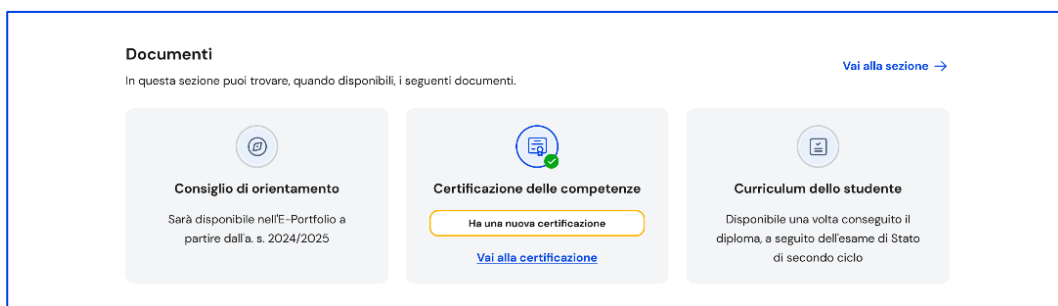 Documenti
In questa sezione puoi trovare, quando disponibili, i seguenti documenti.
Vai alla sezione →
Consiglio di orientamento
Sarà disponibile nell'E-Portfolio a
partire dall'a. s. 2024/2025
Certificazione delle competenze
Ha una nuova certificazione
Vai alla certificazione
Curriculum dello studente
Disponibile una volta conseguito il
diploma, a seguito dell'esame di Stato
di secondo ciclo